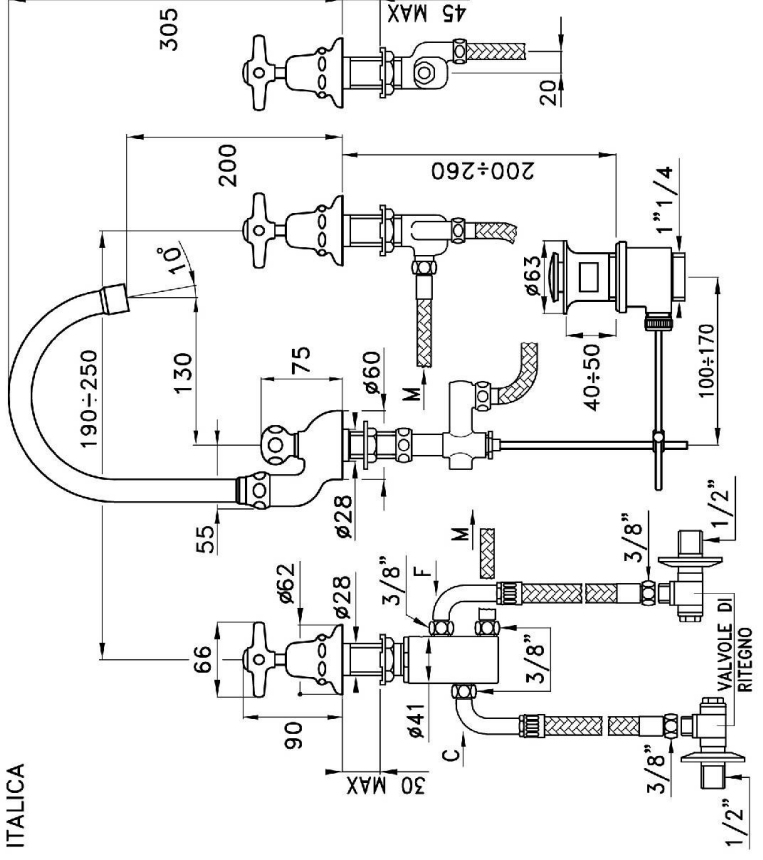 ITALICA
305
45 MAX
20
200
200÷260
10°
190÷250
130
75
55
ø60
ø28
M
ø63
1"1/4
40÷50
100÷170
66
90
ø62
ø28
30 MAX
ø41
3/8"
F
M
3/8"
C
3/8"
1/2"
3/8"
1/2"
VALVOLE DI
RITEGNO